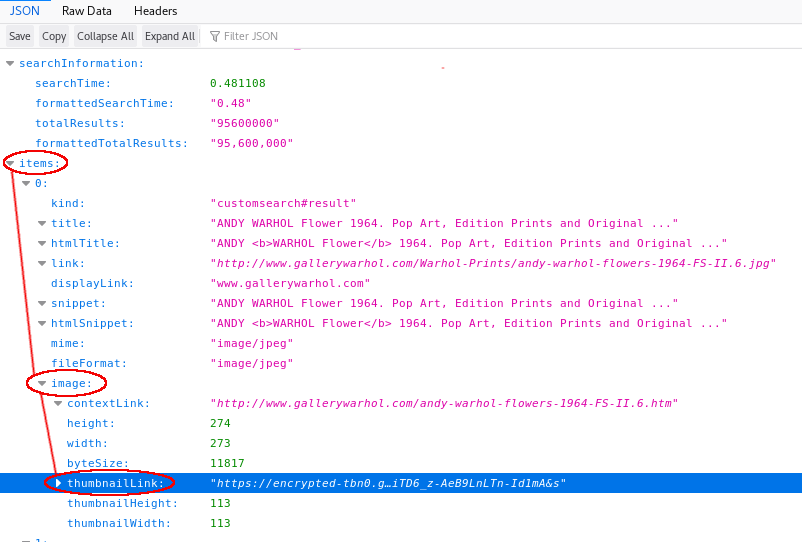 JSON Raw Data Headers
Save Copy Collapse All Expand All Filter JSON
searchInformation:
searchTime: 0.481108
formattedSearchTime: "0.48"
totalResults: "95600000"
formattedTotalResults: "95,600,000"
items:
0:
kind: "customsearch#result"
title: "ANDY WARHOL Flower 1964. Pop Art, Edition Prints and Original ..."
htmlTitle: "ANDY <b>WARHOL Flower</b> 1964. Pop Art, Edition Prints and Original ..."
link: "http://www.gallerywarhol.com/Warhol-Prints/andy-warhol-flowers-1964-FS-II.6.jpg"
displayLink: "www.gallerywarhol.com"
snippet: "ANDY WARHOL Flower 1964. Pop Art, Edition Prints and Original ..."
htmlSnippet: "ANDY <b>WARHOL Flower</b> 1964. Pop Art, Edition Prints and Original ..."
mime: "image/jpeg"
fileFormat: "image/jpeg"
image:
contextLink: "http://www.gallerywarhol.com/andy-warhol-flowers-1964-FS-II.6.htm"
height: 274
width: 273
byteSize: 11817
thumbnailLink: "https://encrypted-tbn0.g…iTD6_z-AeB9LnLTn-Id1mA&s"
thumbnailHeight: 113
thumbnailWidth: 113